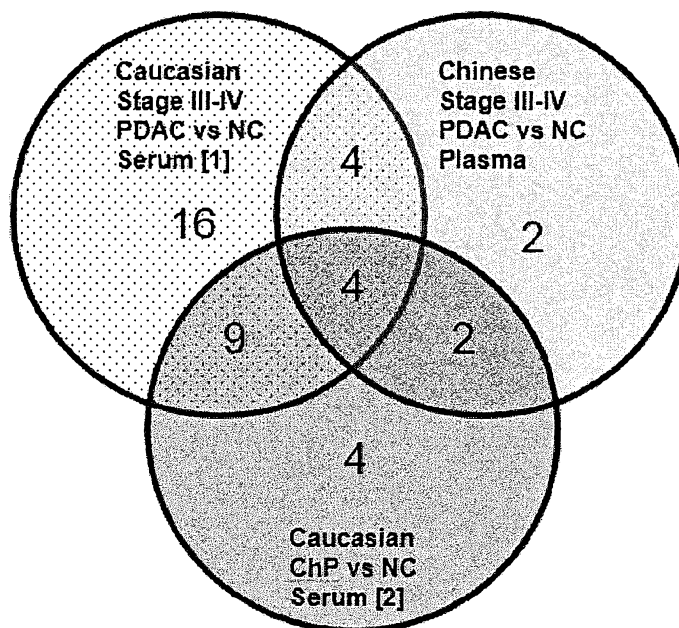 Caucasian
Stage III-IV
PDAC vs NC
Serum [1]
Chinese
Stage III-IV
PDAC vs NC
Plasma
4
16
2
4
9
2
4
Caucasian
ChP vs NC
Serum [2]